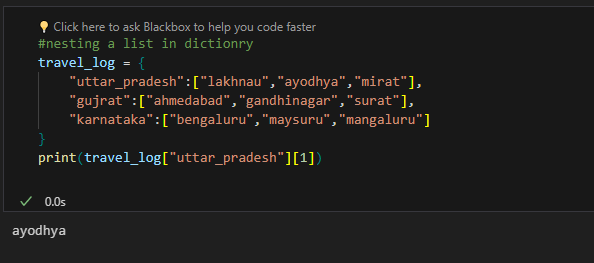 💡 Click here to ask Blackbox to help you code faster
#nesting a list in dictionry
travel_log = {
    "uttar_pradesh":["lakhnau","ayodhya","mirat"],
    "gujrat":["ahmedabad","gandhinagar","surat"],
    "karnataka":["bengaluru","maysuru","mangaluru"]
}
print(travel_log["uttar_pradesh"][1])
✓ 0.0s
ayodhya